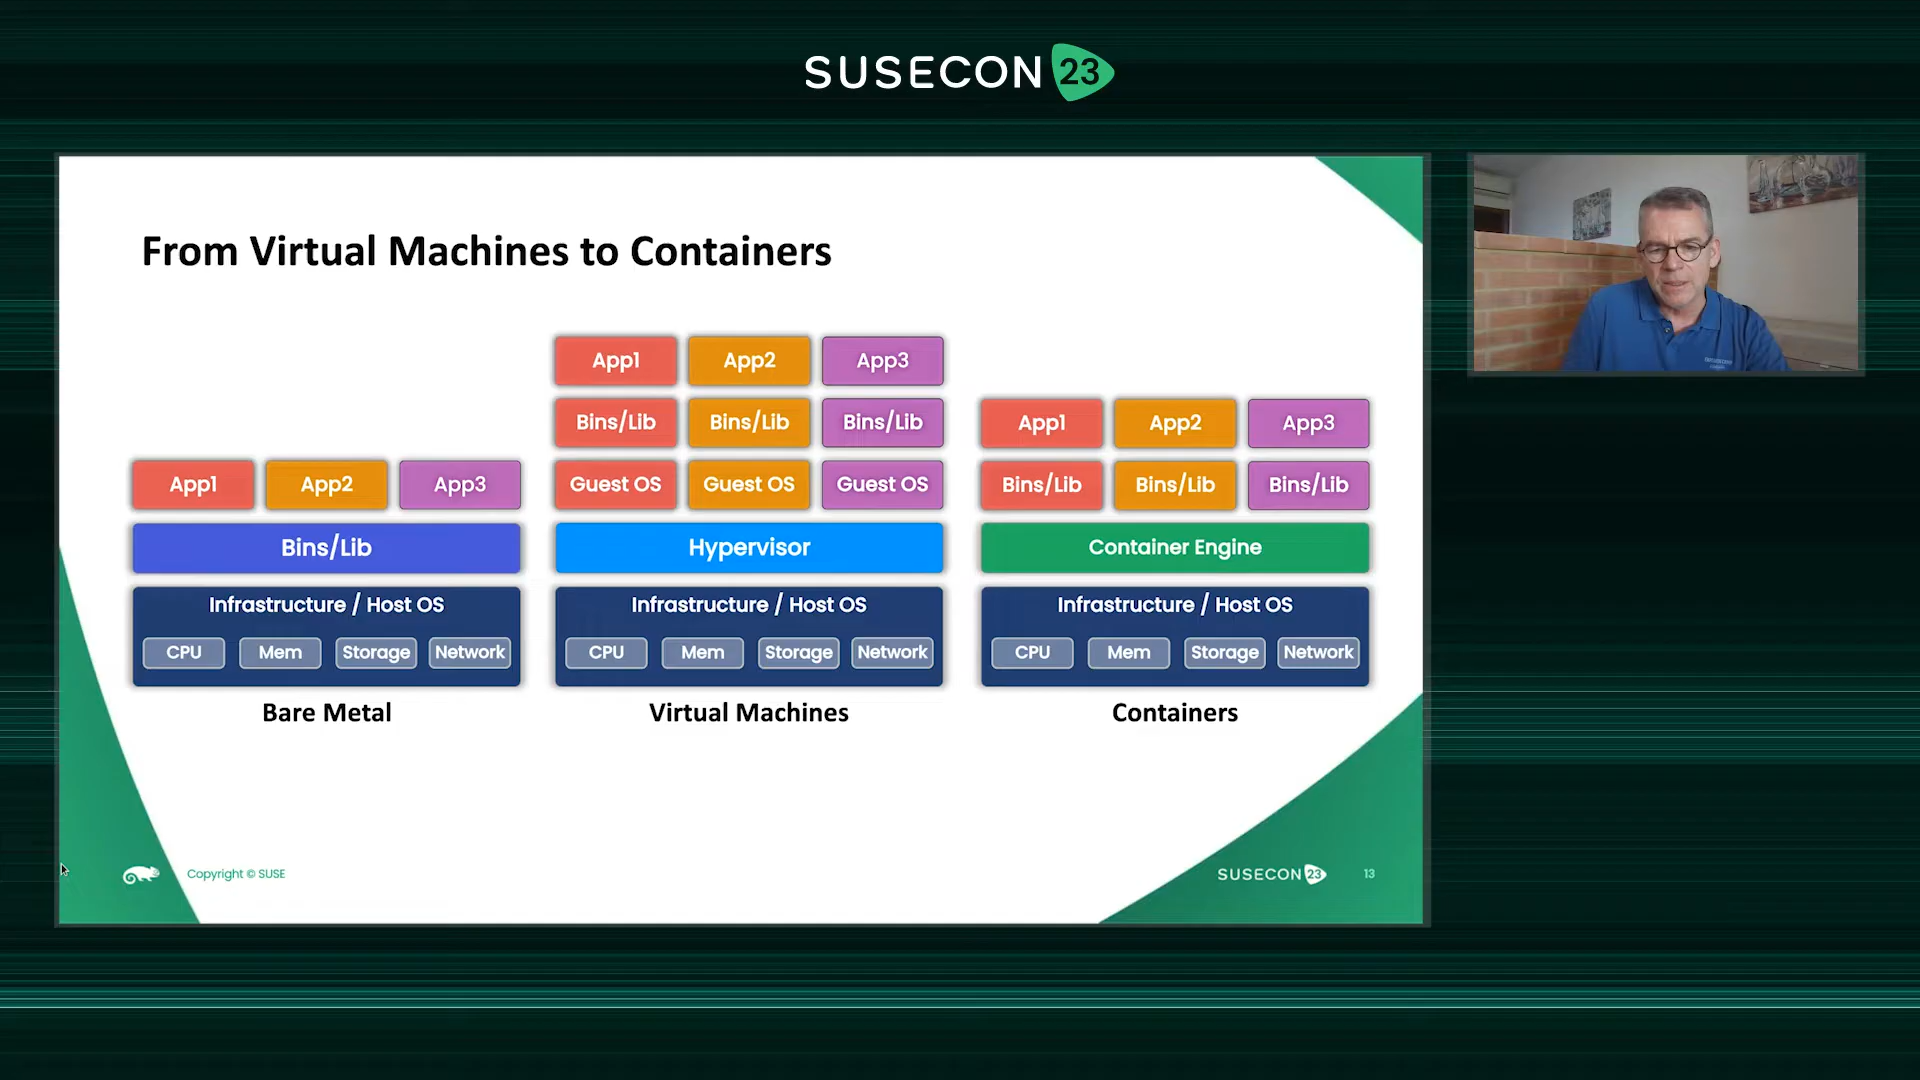 SUSECON 23
From Virtual Machines to Containers
App1 App2 App3
Bins/Lib
Infrastructure / Host OS
CPU Mem Storage Network
Bare Metal
App1 App2 App3
Bins/Lib Bins/Lib Bins/Lib
Guest OS Guest OS Guest OS
Hypervisor
Infrastructure / Host OS
CPU Mem Storage Network
Virtual Machines
App1 App2 App3
Bins/Lib Bins/Lib Bins/Lib
Container Engine
Infrastructure / Host OS
CPU Mem Storage Network
Containers
Copyright © SUSE
SUSECON 23
13